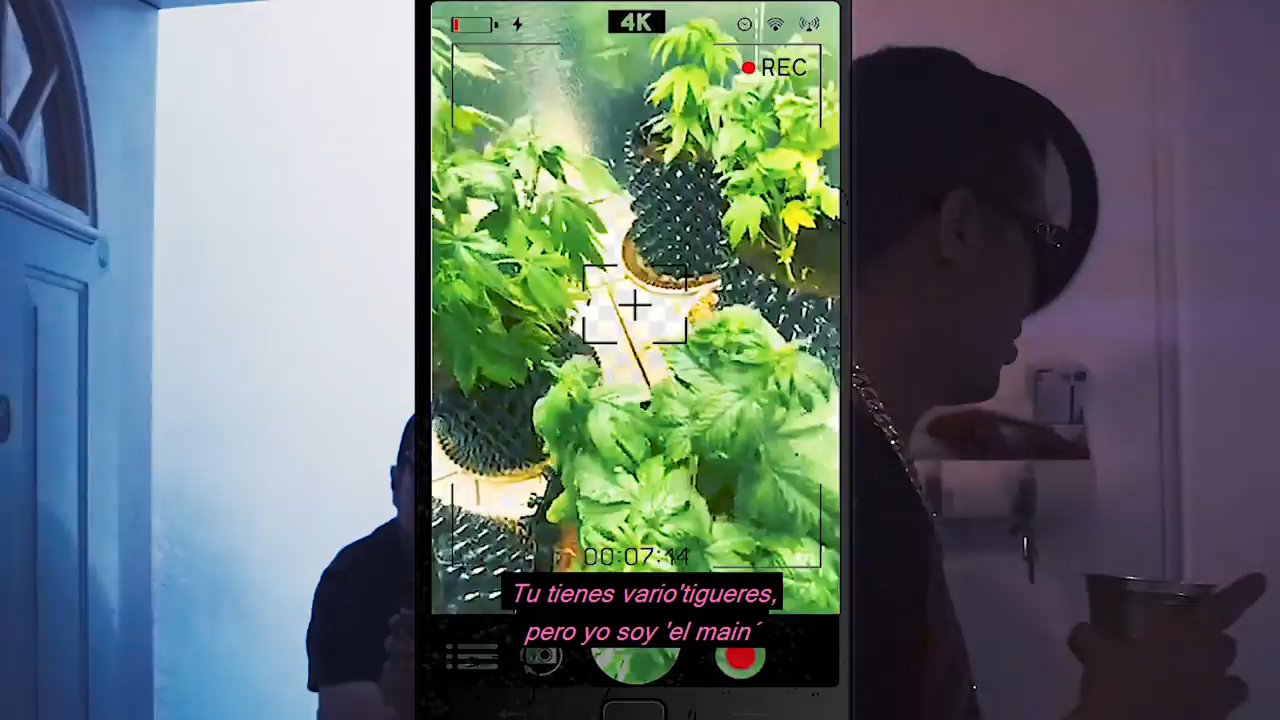 4K
REC
00:07:14
Tu tienes vario'tigueres,
pero yo soy 'el main´